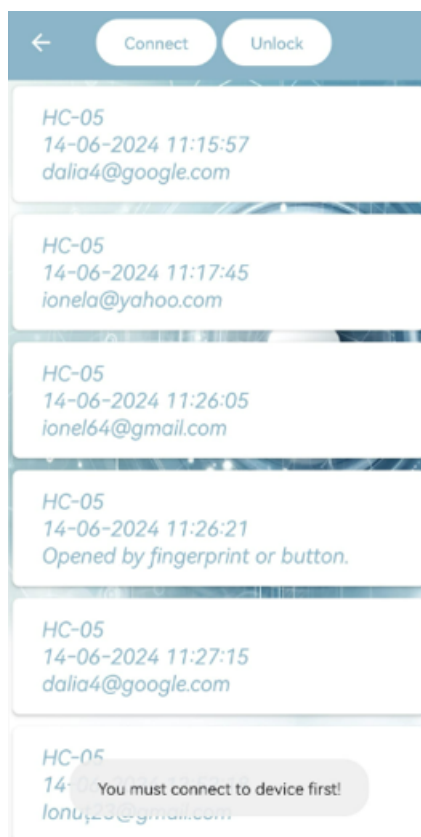 Connect Unlock
HC-05
14-06-2024 11:15:57
dalia4@google.com
HC-05
14-06-2024 11:17:45
ionela@yahoo.com
HC-05
14-06-2024 11:26:05
ionel64@gmail.com
HC-05
14-06-2024 11:26:21
Opened by fingerprint or button.
HC-05
14-06-2024 11:27:15
dalia4@google.com
HC-05
You must connect to device first!
Ionuț23@gmail.com